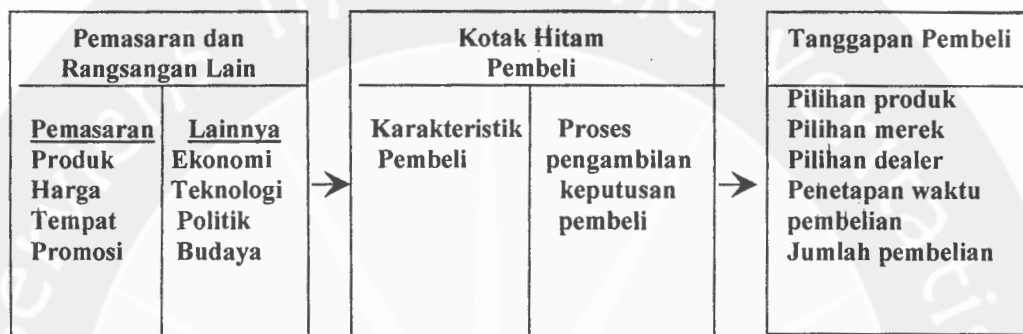 Pemasaran dan
Rangsangan Lain
Pemasaran
Produk
Harga
Tempat
Promosi
Lainnya
Ekonomi
Teknologi
Politik
Budaya
Kotak Hitam
Pembeli
Karakteristik
Pembeli
Proses
pengambilan
keputusan
pembeli
Tanggapan Pembeli
Pilihan produk
Pilihan merek
Pilihan dealer
Penetapan waktu
pembelian
Jumlah pembelian